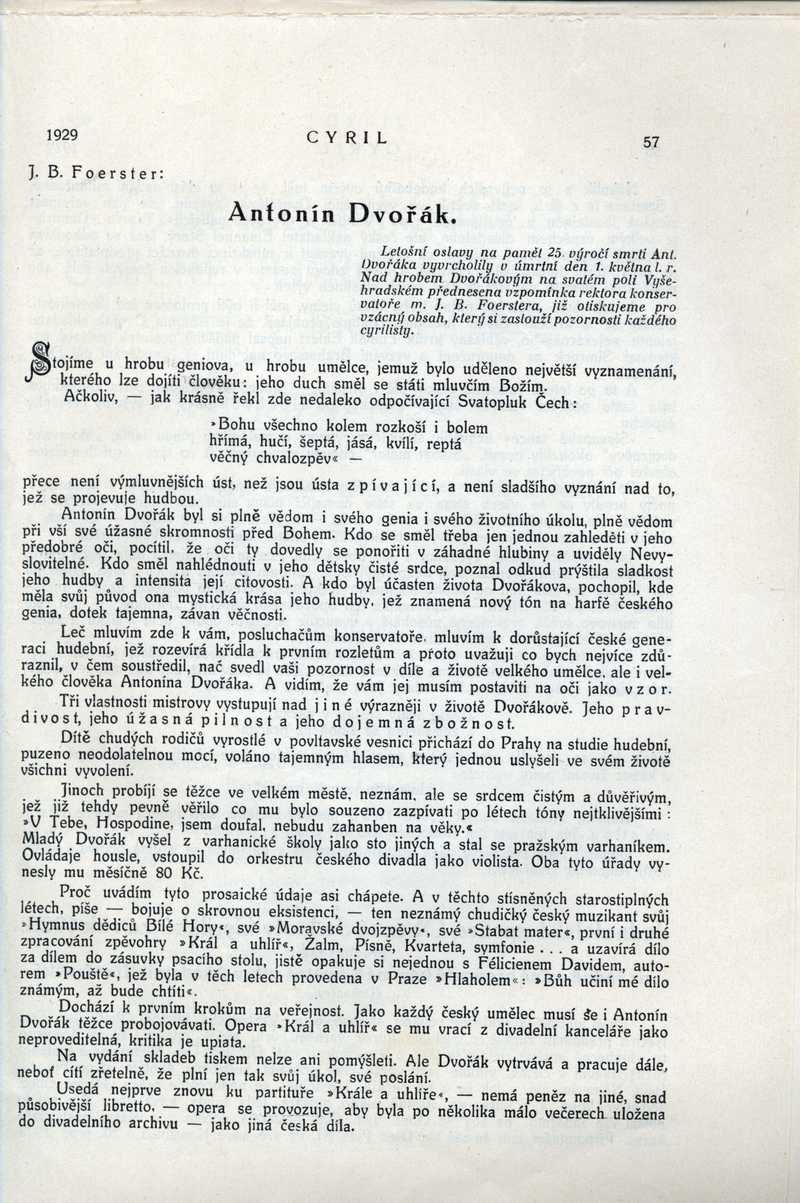 1929
CYRIL
57
J. B. Foerster:
Antonín Dvořák.
Letošní oslavy na paměť 25. výročí smrti Ant.
Dvořáka vyvrcholily v úmrtní den 1. května l. r.
Nad hrobem Dvořákovým na svatém poli Vyše-
hradském přednesena vzpomínka rektora konser-
vatoře m. J. B. Foerstera, již otiskujeme pro
vzácný obsah, který si zaslouží pozornosti každého
cyrilisty.
Stojíme u hrobu geniova, u hrobu umělce, jemuž bylo uděleno největší vyznamenání,
kterého lze dojíti člověku: jeho duch směl se státi mluvčím Božím.
Ačkoliv, — jak krásně řekl zde nedaleko odpočívající Svatopluk Čech:
»Bohu všechno kolem rozkoší i bolem
hřímá, hučí, šeptá, jásá, kvílí, reptá
věčný chvalozpěv« —
přece není výmluvnějších úst, než jsou ústa zpívající, a není sladšího vyznání nad to,
jež se projevuje hudbou.
Antonín Dvořák byl si plně vědom i svého genia i svého životního úkolu, plně vědom
při vší své úžasné skromnosti před Bohem. Kdo se směl třeba jen jednou zahleděti v jeho
předobré oči, pocítil, že oči ty dovedly se ponořiti v záhadné hlubiny a uviděly Nevy-
slovitelné. Kdo směl nahlédnouti v jeho dětsky čisté srdce, poznal odkud prýštila sladkost
jeho hudby a intensita její citovosti. A kdo byl účasten života Dvořákova, pochopil, kde
měla svůj původ ona mystická krása jeho hudby, jež znamená nový tón na harfě českého
genia, dotek tajemna, závan věčnosti.
Leč mluvím zde k vám, posluchačům konservatoře, mluvím k dorůstající české gene-
raci hudební, jež rozevírá křídla k prvním rozletům a proto uvažuji co bych nejvíce zdů-
raznil, v čem soustředil, nač svedl vaši pozornost v díle a životě velkého umělce, ale i vel-
kého člověka Antonína Dvořáka. A vidím, že vám jej musím postaviti na oči jako vzor.
Tři vlastnosti mistrovy vystupují nad jiné výrazněji v životě Dvořákově. Jeho prav-
divost, jeho úžasná pilnost a jeho dojemná zbožnost.
Dítě chudých rodičů vyrostlé v povltavské vesnici přichází do Prahy na studie hudební,
puzeno neodolatelnou mocí, voláno tajemným hlasem, který jednou uslyšeli ve svém životě
všichni vyvolení.
Jinoch probíjí se těžce ve velkém městě, neznám, ale se srdcem čistým a důvěřivým,
jež již tehdy pevně věřilo co mu bylo souzeno zazpívati po létech tóny nejtklivějšími:
»V Tebe, Hospodine, jsem doufal, nebudu zahanben na věky.«
Mladý Dvořák vyšel z varhanické školy jako sto jiných a stal se pražským varhaníkem.
Ovládaje housle, vstoupil do orkestru českého divadla jako violista. Oba tyto úřady vy-
nesly mu měsíčně 80 Kč.
Proč uvádím tyto prosaické údaje asi chápete. A v těchto stísněných starostiplných
létech, píše — bojuje o skrovnou eksistenci, — ten neznámý chudičký český muzikant svůj
»Hymnus dědiců Bílé Hory«, své »Moravské dvojzpěvy«, své »Stabat mater«, první i druhé
zpracování zpěvohry »Král a uhlíř«, Žalm, Písně, Kvarteta, symfonie . . . a uzavírá dílo
za dílem do zásuvky psacího stolu, jistě opakuje si nejednou s Félicienem Davidem, auto-
rem »Pouště«, jež byla v těch letech provedena v Praze »Hlaholem«: »Bůh učiní mé dílo
známým, až bude chtíti«.
Dochází k prvním krokům na veřejnost. Jako každý český umělec musí se i Antonín
Dvořák těžce probojovávati. Opera »Král a uhlíř« se mu vrací z divadelní kanceláře jako
neproveditelná, kritika je upiata.
Na vydání skladeb tiskem nelze ani pomýšleti. Ale Dvořák vytrvává a pracuje dále,
neboť cítí zřetelně, že plní jen tak svůj úkol, své poslání.
Usedá nejprve znovu ku partituře »Krále a uhlíře«, — nemá peněz na jiné, snad
působivější libretto, — opera se provozuje, aby byla po několika málo večerech uložena
do divadelního archivu — jako jiná česká díla.